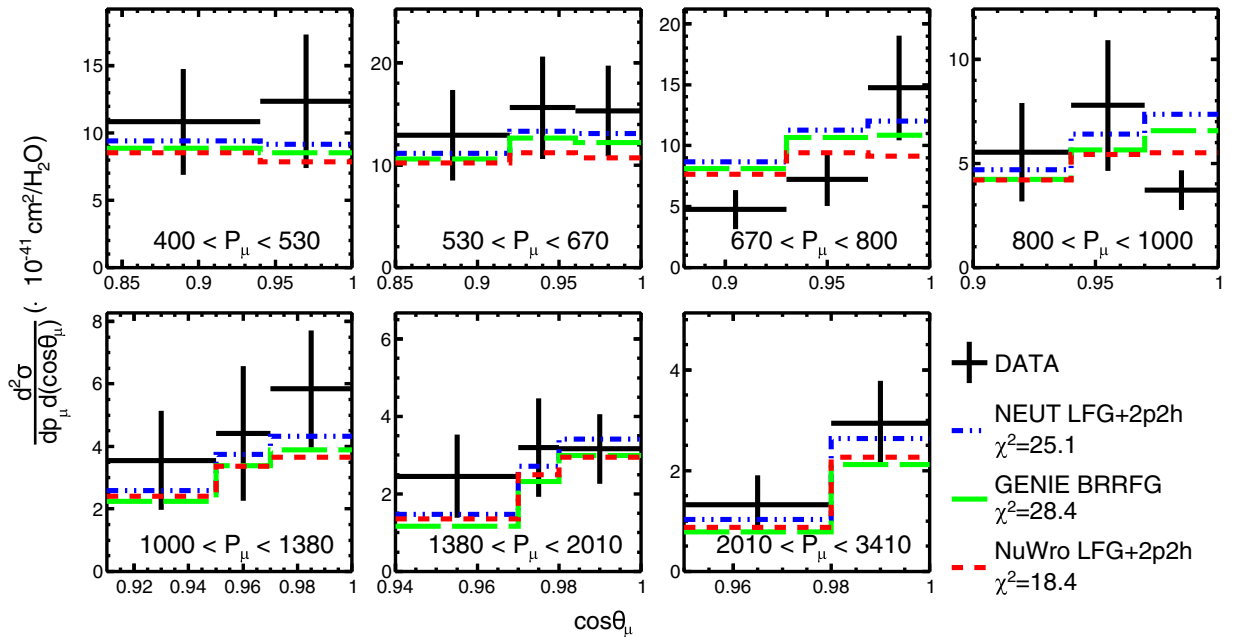 d²σ
dp_μ d(cosθ_μ)
(· 10⁻⁴¹ cm²/H₂O)
15
10
5
0
0.85 0.9 0.95 1
400 < P_μ < 530
20
10
0
0.85 0.9 0.95 1
530 < P_μ < 670
20
15
10
5
0
0.9 0.95 1
670 < P_μ < 800
10
5
0
0.9 0.95 1
800 < P_μ < 1000
8
6
4
2
0
0.92 0.94 0.96 0.98 1
1000 < P_μ < 1380
6
4
2
0
0.94 0.96 0.98 1
1380 < P_μ < 2010
4
2
0
0.96 0.98 1
2010 < P_μ < 3410
cosθ_μ
DATA
NEUT LFG+2p2h
χ²=25.1
GENIE BRRFG
χ²=28.4
NuWro LFG+2p2h
χ²=18.4